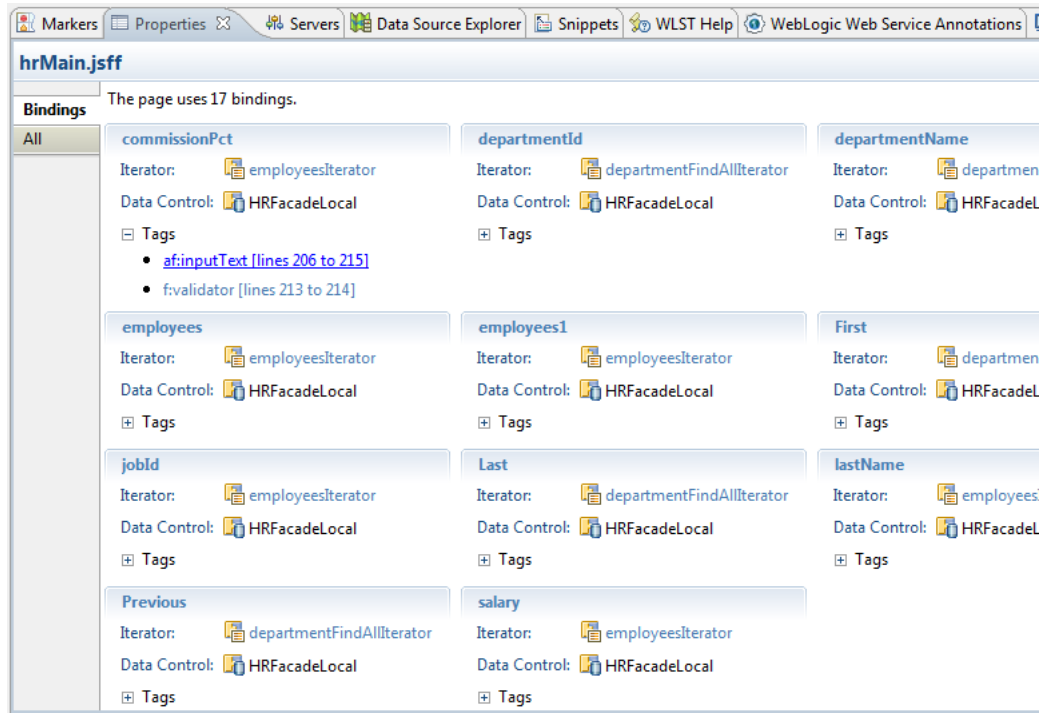 Markers Properties Servers Data Source Explorer Snippets WLST Help WebLogic Web Service Annotations
hrMain.jsff
Bindings
All
The page uses 17 bindings.
commissionPct departmentId departmentName
Iterator: employeesIterator Iterator: departmentFindAllIterator Iterator:
Data Control: HRFacadeLocal Data Control: HRFacadeLocal Data Control:
Tags Tags Tags
af:inputText [lines 206 to 215]
f:validator [lines 213 to 214]
employees employees1 First
Iterator: employeesIterator Iterator: employeesIterator Iterator:
Data Control: HRFacadeLocal Data Control: HRFacadeLocal Data Control:
Tags Tags Tags
jobId Last lastName
Iterator: employeesIterator Iterator: departmentFindAllIterator Iterator:
Data Control: HRFacadeLocal Data Control: HRFacadeLocal Data Control:
Tags Tags Tags
Previous salary
Iterator: departmentFindAllIterator Iterator: employeesIterator
Data Control: HRFacadeLocal Data Control: HRFacadeLocal
Tags Tags